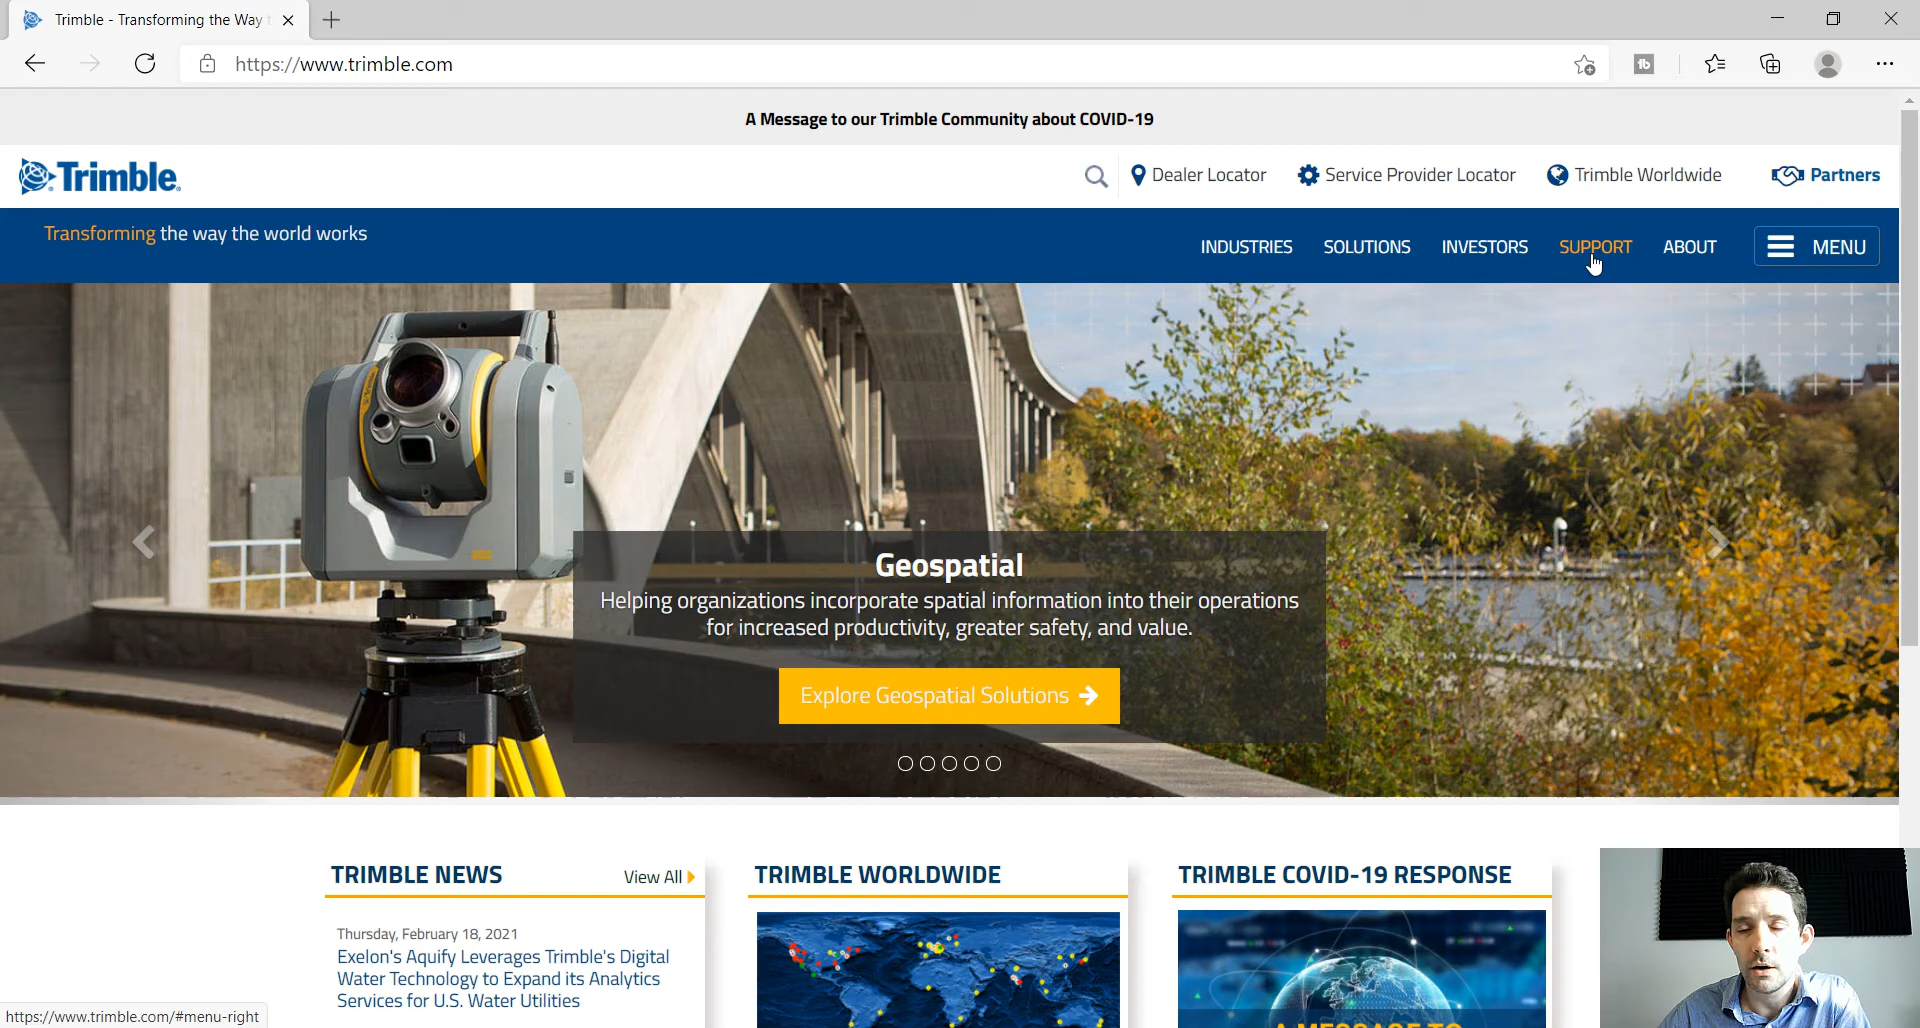 Trimble - Transforming the Way
https://www.trimble.com
A Message to our Trimble Community about COVID-19
Trimble.
Dealer Locator
Service Provider Locator
Trimble Worldwide
Partners
Transforming the way the world works
INDUSTRIES
SOLUTIONS
INVESTORS
SUPPORT
ABOUT
MENU
Geospatial
Helping organizations incorporate spatial information into their operations
for increased productivity, greater safety, and value.
Explore Geospatial Solutions
TRIMBLE NEWS
View All
TRIMBLE WORLDWIDE
TRIMBLE COVID-19 RESPONSE
Thursday, February 18, 2021
Exelon's Aquify Leverages Trimble's Digital
Water Technology to Expand its Analytics
Services for U.S. Water Utilities
A MESSAGE TO
https://www.trimble.com/#menu-right